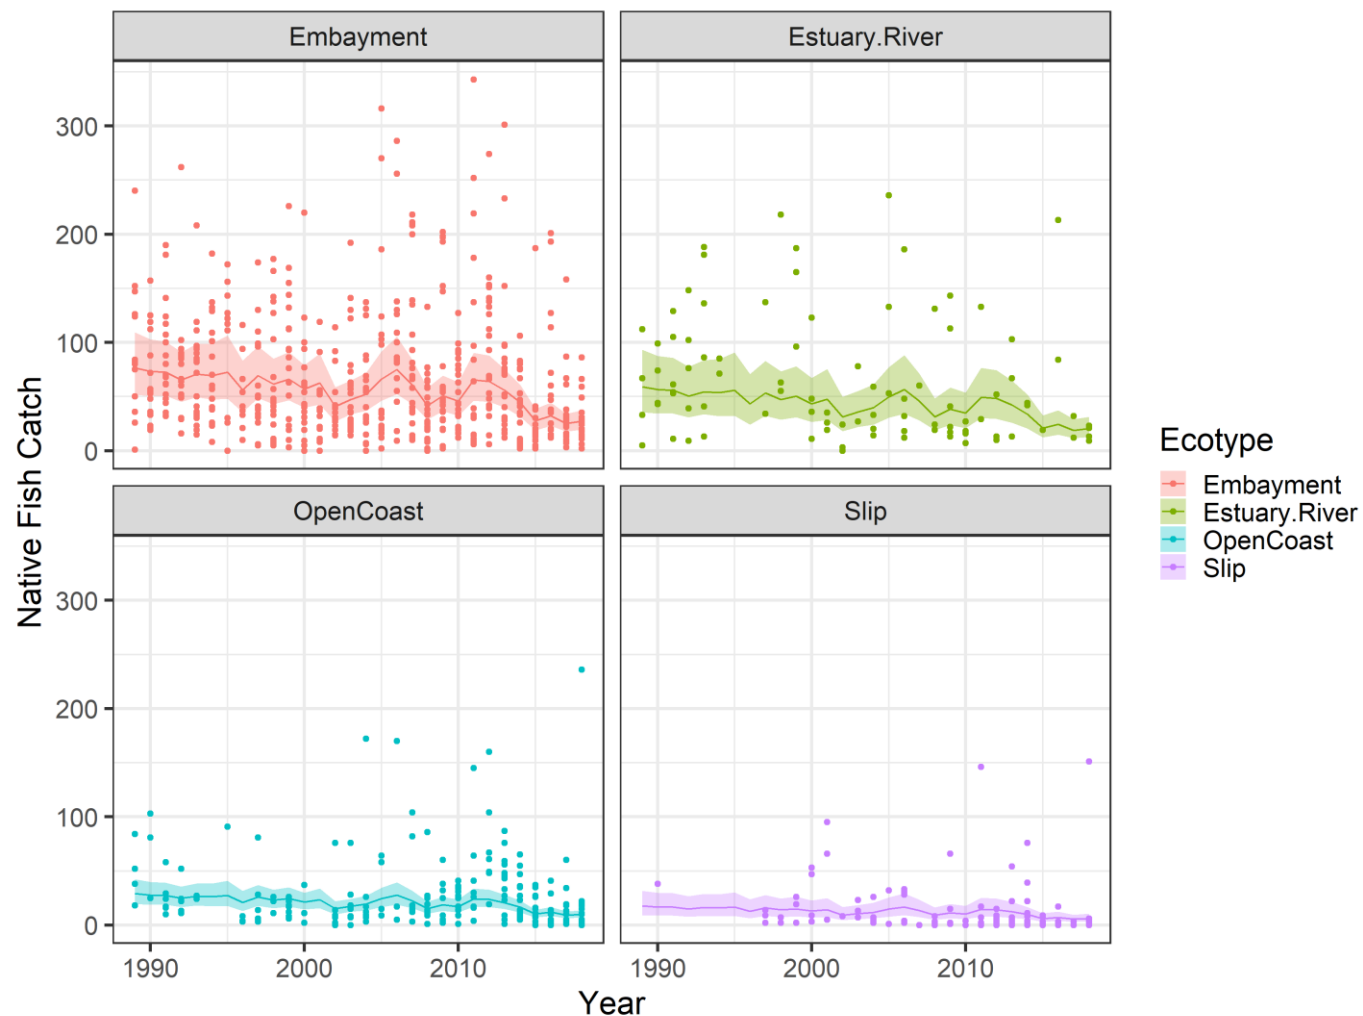 Embayment
Estuary.River
300
200
100
0
OpenCoast
Slip
300
200
100
0
1990
2000
2010
1990
2000
2010
Native Fish Catch
Year
Ecotype
Embayment
Estuary.River
OpenCoast
Slip